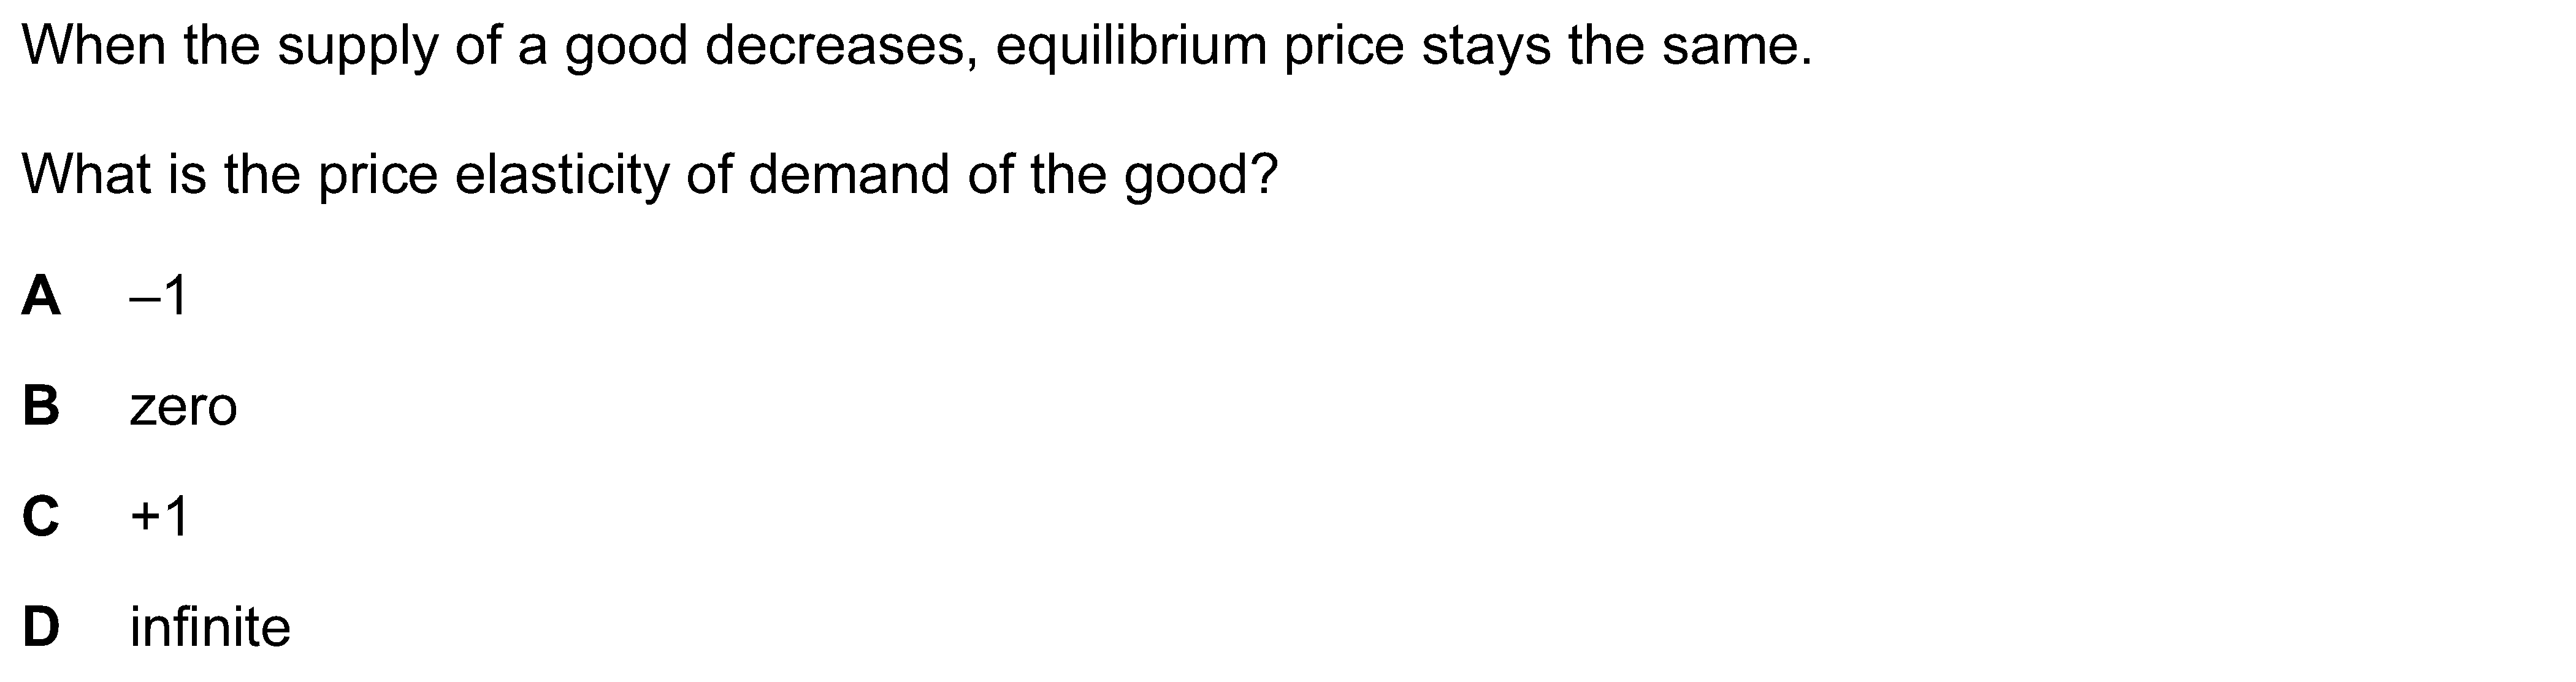 When the supply of a good decreases, equilibrium price stays the same.
What is the price elasticity of demand of the good?
A –1
B zero
C +1
D infinite